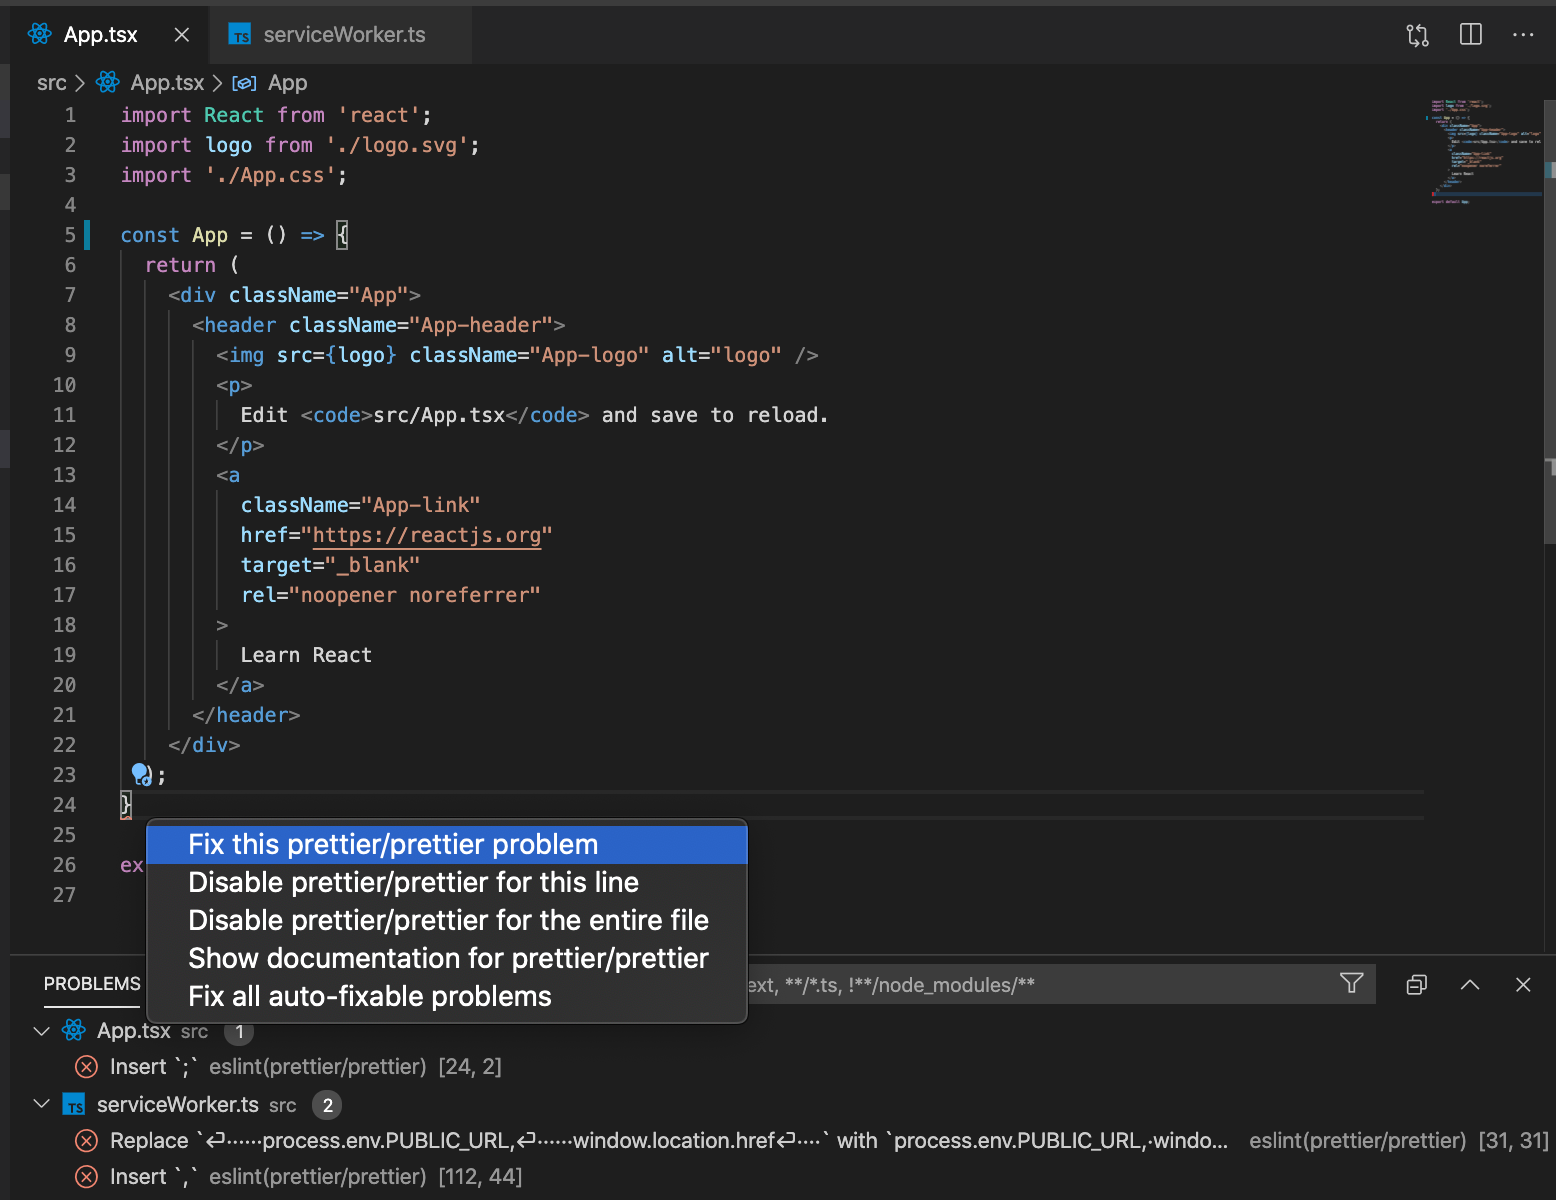 App.tsx
TS serviceWorker.ts
src > App.tsx > App
1 import React from 'react';
2 import logo from './logo.svg';
3 import './App.css';
4
5 const App = () => {
6 return (
7 <div className="App">
8 <header className="App-header">
9 <img src={logo} className="App-logo" alt="logo" />
10 <p>
11 Edit <code>src/App.tsx</code> and save to reload.
12 </p>
13 <a
14 className="App-link"
15 href="https://reactjs.org"
16 target="_blank"
17 rel="noopener noreferrer"
18 >
19 Learn React
20 </a>
21 </header>
22 </div>
23 );
24 }
25
26 ex
27
Fix this prettier/prettier problem
Disable prettier/prettier for this line
Disable prettier/prettier for the entire file
Show documentation for prettier/prettier
Fix all auto-fixable problems
PROBLEMS
ext, **/*.ts, !**/node_modules/**
App.tsx src 1
Insert `;` eslint(prettier/prettier) [24, 2]
TS serviceWorker.ts src 2
Replace `⏎······process.env.PUBLIC_URL,⏎······window.location.href⏎····` with `process.env.PUBLIC_URL,·windo... eslint(prettier/prettier) [31, 31]
Insert `,` eslint(prettier/prettier) [112, 44]